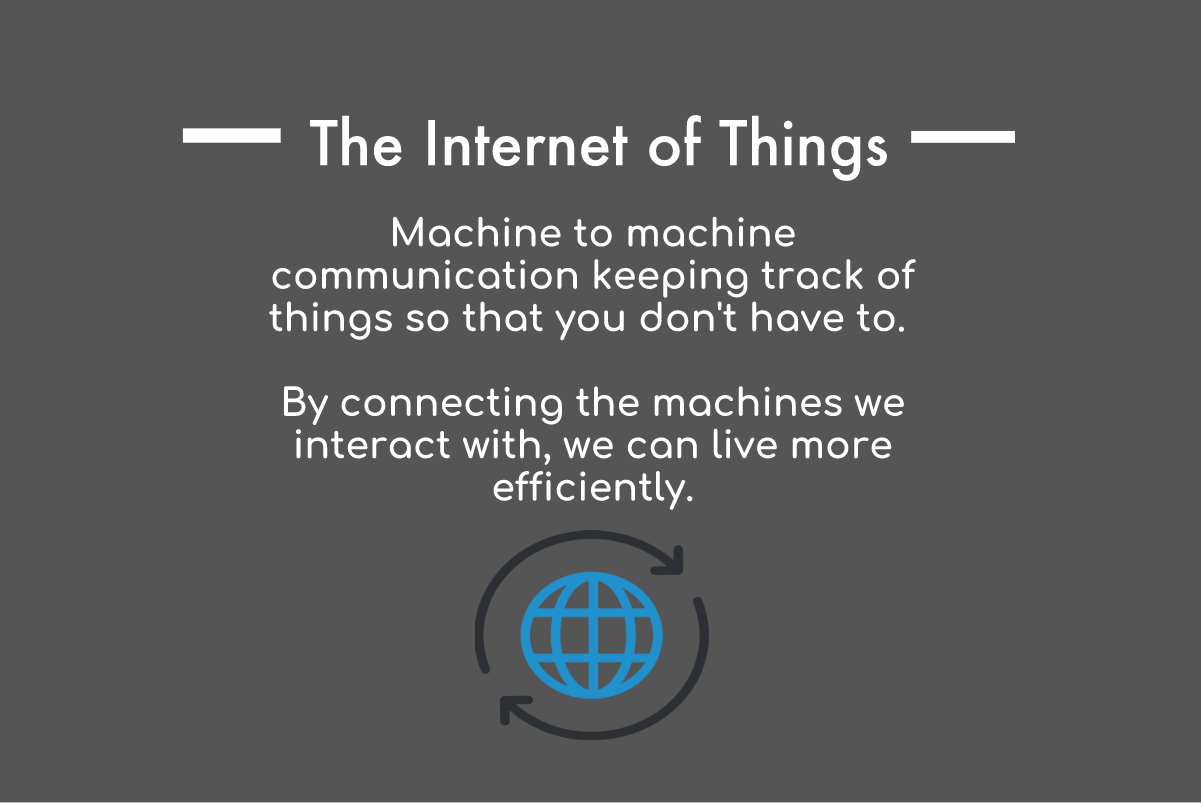 The Internet of Things
Machine to machine
communication keeping track of
things so that you don't have to.
By connecting the machines we
interact with, we can live more
efficiently.